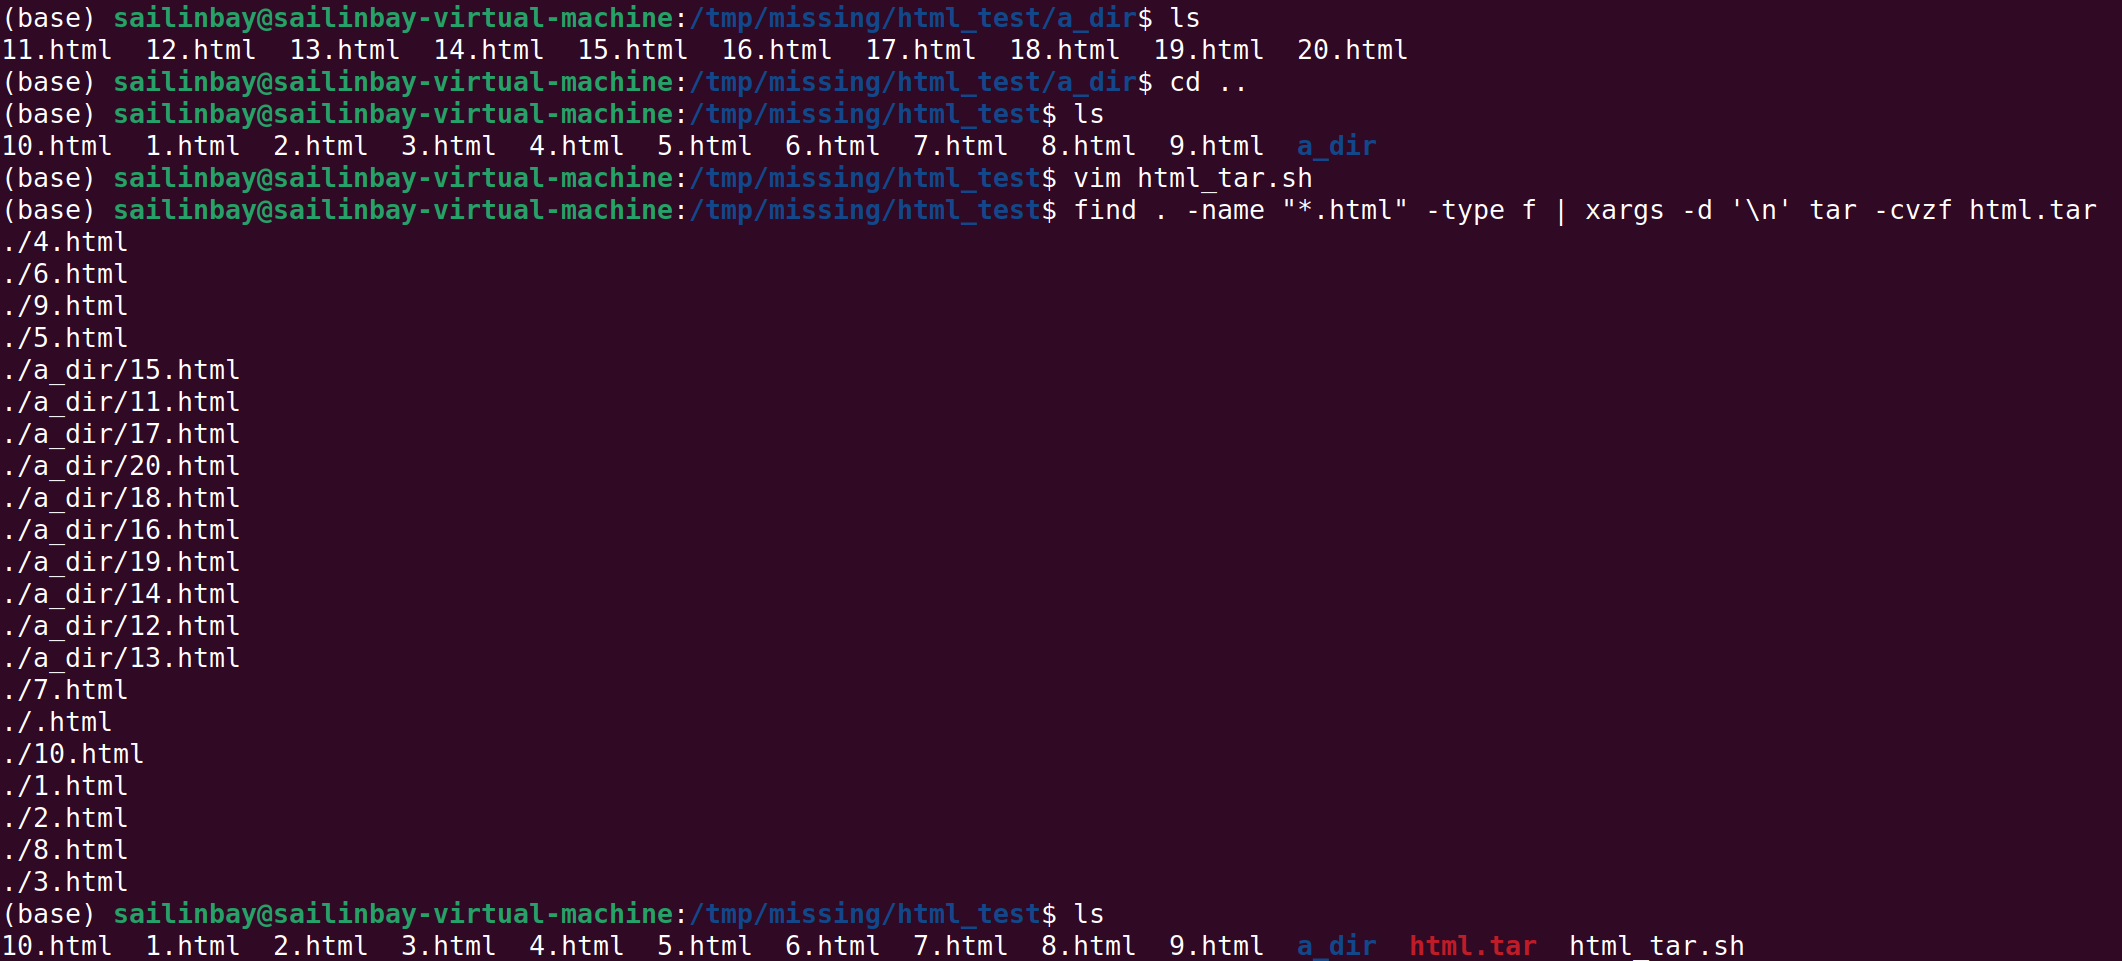 (base) sailinbay@sailinbay-virtual-machine:/tmp/missing/html_test/a_dir$ ls
11.html  12.html  13.html  14.html  15.html  16.html  17.html  18.html  19.html  20.html
(base) sailinbay@sailinbay-virtual-machine:/tmp/missing/html_test/a_dir$ cd ..
(base) sailinbay@sailinbay-virtual-machine:/tmp/missing/html_test$ ls
10.html  1.html  2.html  3.html  4.html  5.html  6.html  7.html  8.html  9.html  a_dir
(base) sailinbay@sailinbay-virtual-machine:/tmp/missing/html_test$ vim html_tar.sh
(base) sailinbay@sailinbay-virtual-machine:/tmp/missing/html_test$ find . -name "*.html" -type f | xargs -d '\n' tar -cvzf html.tar
./4.html
./6.html
./9.html
./5.html
./a_dir/15.html
./a_dir/11.html
./a_dir/17.html
./a_dir/20.html
./a_dir/18.html
./a_dir/16.html
./a_dir/19.html
./a_dir/14.html
./a_dir/12.html
./a_dir/13.html
./7.html
./.html
./10.html
./1.html
./2.html
./8.html
./3.html
(base) sailinbay@sailinbay-virtual-machine:/tmp/missing/html_test$ ls
10.html  1.html  2.html  3.html  4.html  5.html  6.html  7.html  8.html  9.html  a_dir  html.tar  html_tar.sh